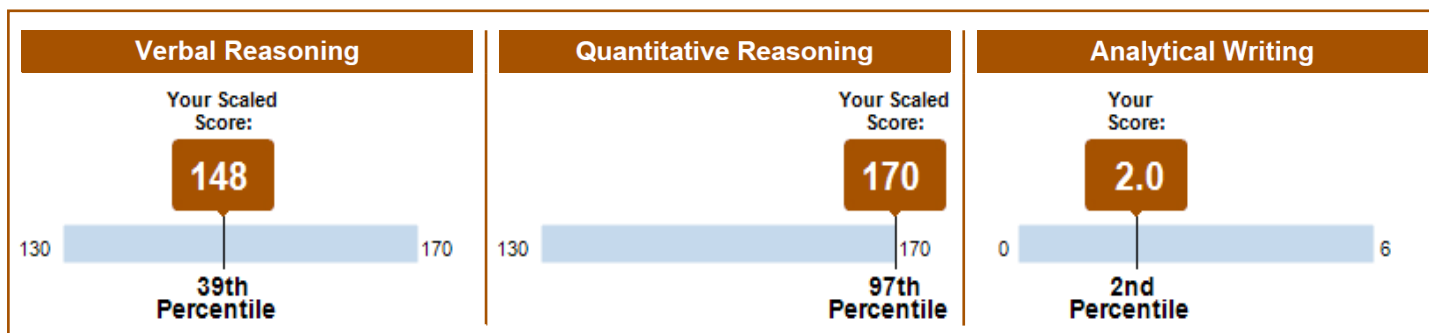 Verbal Reasoning
Your Scaled
Score:
148
130
170
39th
Percentile
Quantitative Reasoning
Your Scaled
Score:
170
130
170
97th
Percentile
Analytical Writing
Your
Score:
2.0
0
6
2nd
Percentile